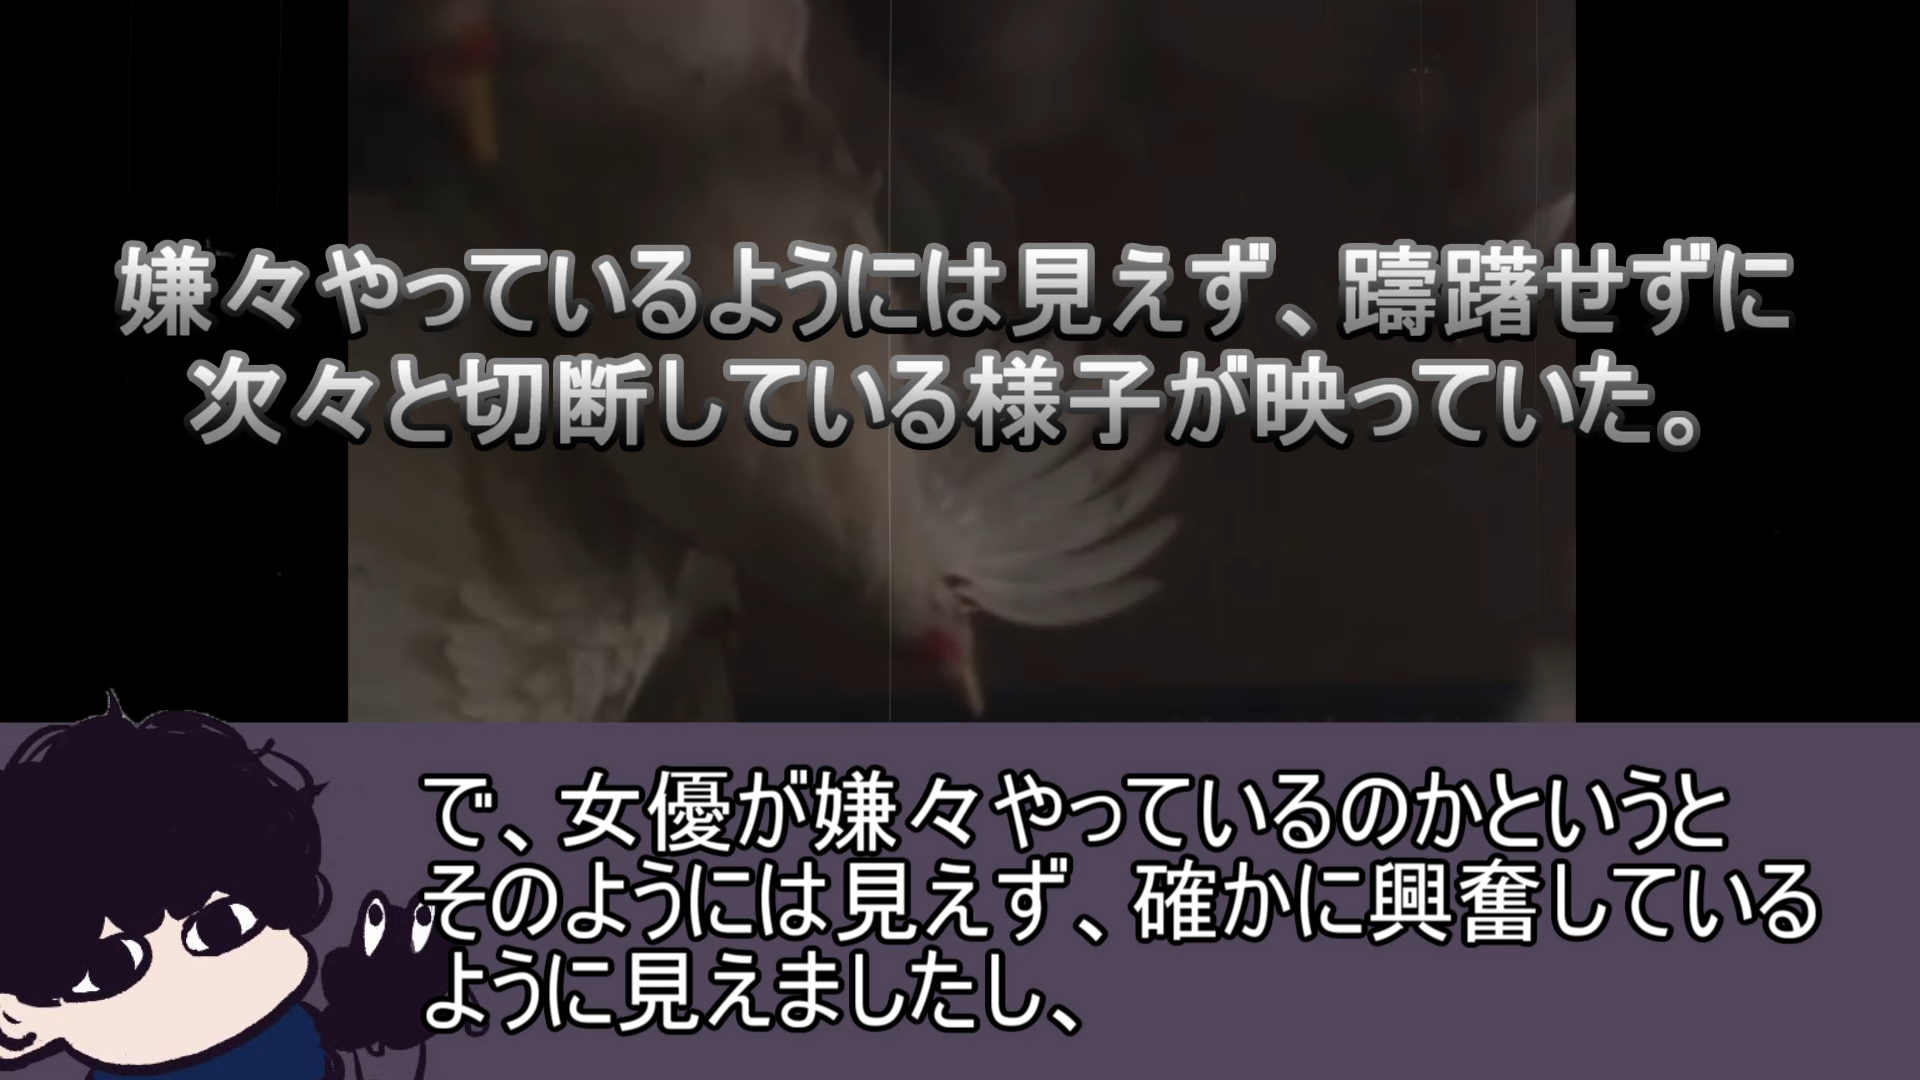 嫌々やっているようには見えず、躊躇せずに
次々と切断している様子が映っていた。
で、女優が嫌々やっているのかというと
そのようには見えず、確かに興奮している
ように見えましたし、